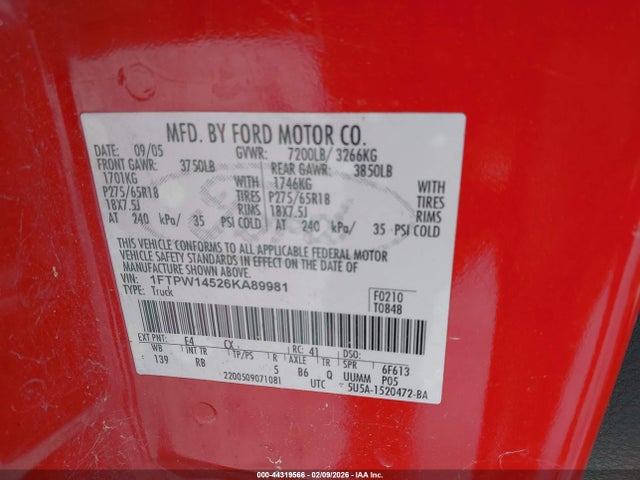 MFD. BY FORD MOTOR CO.
DATE: 09/05 GVWR: 7200LB/ 3266KG
FRONT GAWR: 3750LB REAR GAWR: 3850LB
1701KG WITH 1746KG WITH
P275/65R18 TIRES P275/65R18 TIRES
18X7.5J RIMS 18X7.5J RIMS
AT 240 kPa/ 35 PSI COLD AT 240 kPa/ 35 PSI COLD
THIS VEHICLE CONFORMS TO ALL APPLICABLE FEDERAL MOTOR
VEHICLE SAFETY STANDARDS IN EFFECT ON THE DATE OF
MANUFACTURE SHOWN ABOVE.
VIN: 1FTPW14526KA89981
TYPE: Truck
F0210
T0848
EXT PNT: E4 CX RC: 41 DSO:
WB INT TR TP/PS R AXLE TR SPR 6F613
139 RB 5 B6 Q UUMM P05
2200509071081 UTC 5U5A-1520472-BA
000-44319566 - 02/09/2026 - IAA Inc.